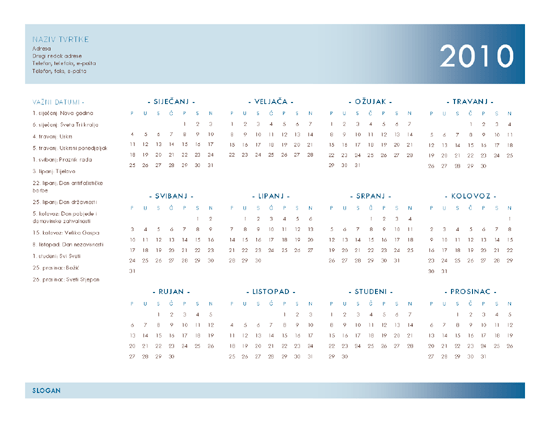 NAZIV TVRTKE
Adresa
Drugi redak adrese
Telefon, telefaks, e-pošta
Telefon, faks, e-pošta
2010
VAŽNI DATUMI -
1. siječanj: Nova godina
6. siječanj: Sveta Tri kralja
4. travanj: Uskrs
5. travanj: Uskrsni ponedjeljak
1. svibanj: Praznik rada
3. lipanj: Tijelovo
22. lipanj: Dan antifašističke
borbe
25. lipanj: Dan državnosti
5. kolovoz: Dan pobjede i
domovinske zahvalnosti
15. kolovoz: Velika Gospa
8. listopad: Dan nezavisnosti
1. studeni: Svi Sveti
25. prosinac: Božić
26. prosinac: Sveti Stjepan
- SIJEČANJ -
P U S Č P S N
1 2 3
4 5 6 7 8 9 10
11 12 13 14 15 16 17
18 19 20 21 22 23 24
25 26 27 28 29 30 31
- VELJAČA -
P U S Č P S N
1 2 3 4 5 6 7
8 9 10 11 12 13 14
15 16 17 18 19 20 21
22 23 24 25 26 27 28
- OŽUJAK -
P U S Č P S N
1 2 3 4 5 6 7
8 9 10 11 12 13 14
15 16 17 18 19 20 21
22 23 24 25 26 27 28
29 30 31
- TRAVANJ -
P U S Č P S N
1 2 3 4
5 6 7 8 9 10 11
12 13 14 15 16 17 18
19 20 21 22 23 24 25
26 27 28 29 30
- SVIBANJ -
P U S Č P S N
1 2
3 4 5 6 7 8 9
10 11 12 13 14 15 16
17 18 19 20 21 22 23
24 25 26 27 28 29 30
31
- LIPANJ -
P U S Č P S N
1 2 3 4 5 6
7 8 9 10 11 12 13
14 15 16 17 18 19 20
21 22 23 24 25 26 27
28 29 30
- SRPANJ -
P U S Č P S N
1 2 3 4
5 6 7 8 9 10 11
12 13 14 15 16 17 18
19 20 21 22 23 24 25
26 27 28 29 30 31
- KOLOVOZ -
P U S Č P S N
1
2 3 4 5 6 7 8
9 10 11 12 13 14 15
16 17 18 19 20 21 22
23 24 25 26 27 28 29
30 31
- RUJAN -
P U S Č P S N
1 2 3 4 5
6 7 8 9 10 11 12
13 14 15 16 17 18 19
20 21 22 23 24 25 26
27 28 29 30
- LISTOPAD -
P U S Č P S N
1 2 3
4 5 6 7 8 9 10
11 12 13 14 15 16 17
18 19 20 21 22 23 24
25 26 27 28 29 30 31
- STUDENI -
P U S Č P S N
1 2 3 4 5 6 7
8 9 10 11 12 13 14
15 16 17 18 19 20 21
22 23 24 25 26 27 28
29 30
- PROSINAC -
P U S Č P S N
1 2 3 4 5
6 7 8 9 10 11 12
13 14 15 16 17 18 19
20 21 22 23 24 25 26
27 28 29 30 31
SLOGAN